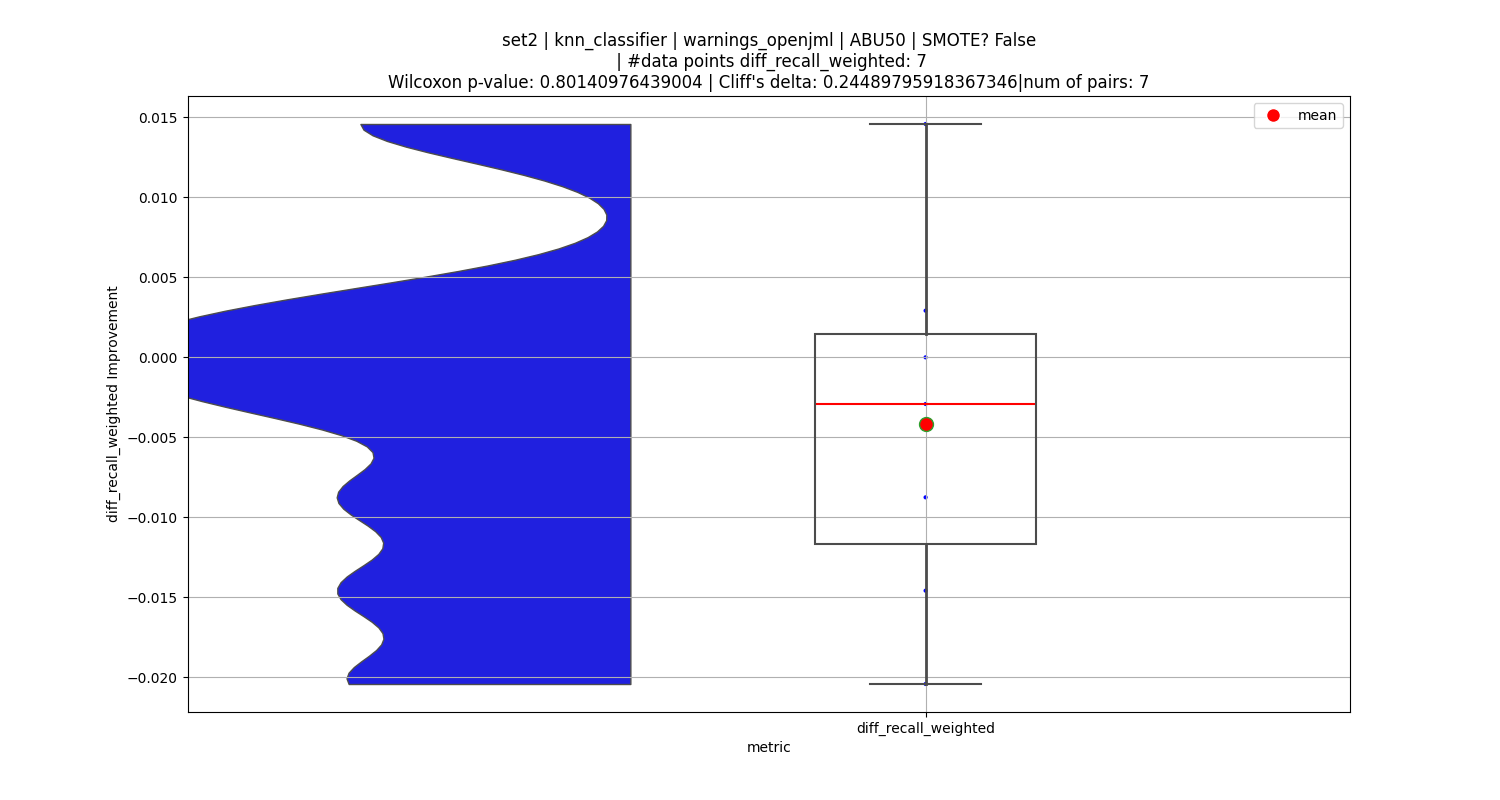 set2 | knn_classifier | warnings_openjml | ABU50 | SMOTE? False
| #data points diff_recall_weighted: 7
Wilcoxon p-value: 0.80140976439004 | Cliff's delta: 0.24489795918367346|num of pairs: 7
mean
0.015
0.010
0.005
0.000
−0.005
−0.010
−0.015
−0.020
diff_recall_weighted Improvement
diff_recall_weighted
metric